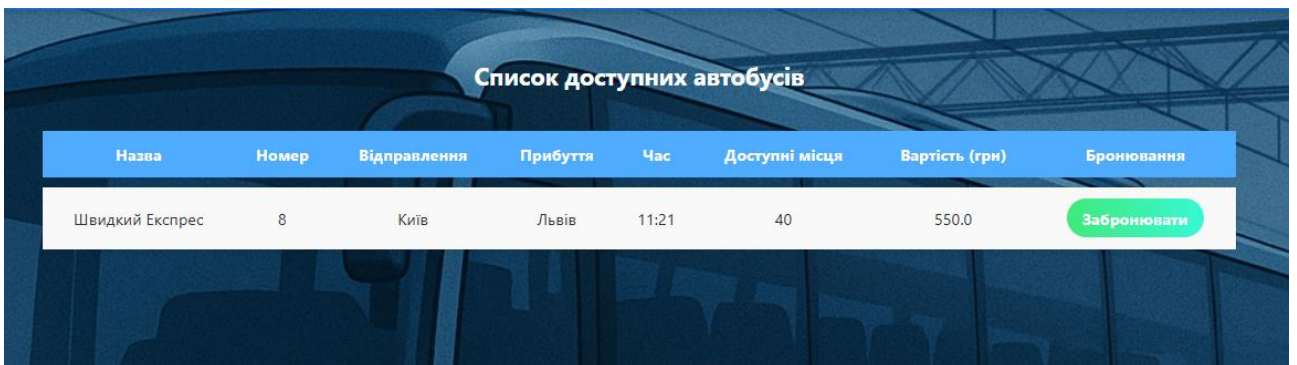 Список доступних автобусів
Назва Номер Відправлення Прибуття Час Доступні місця Вартість (грн) Бронювання
Швидкий Експрес 8 Київ Львів 11:21 40 550.0 Забронювати